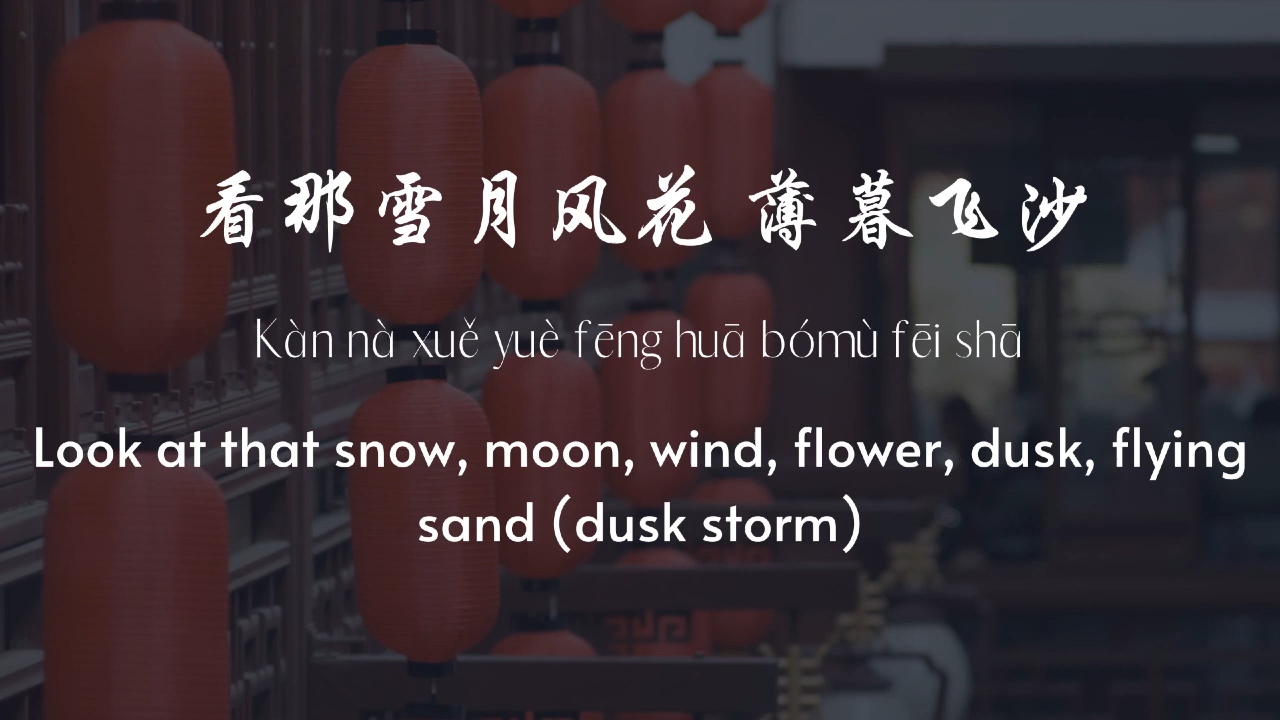 看那雪月风花 薄暮飞沙
Kàn nà xuě yuè fēng huā bómù fēi shā
Look at that snow, moon, wind, flower, dusk, flying
sand (dusk storm)